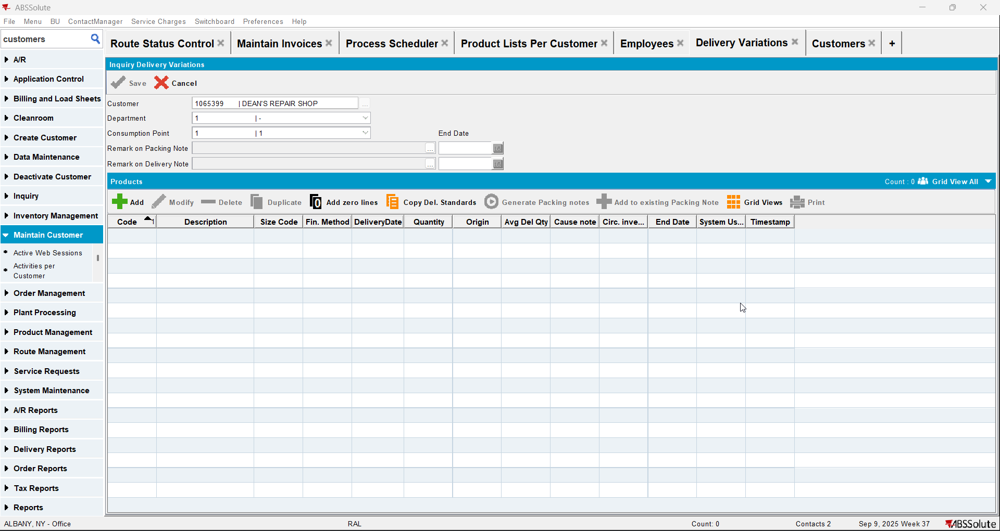 ABSSolute
File Menu BU ContactManager Service Charges Switchboard Preferences Help
customers
Route Status Control Maintain Invoices Process Scheduler Product Lists Per Customer Employees Delivery Variations Customers +
A/R
Application Control
Billing and Load Sheets
Cleanroom
Create Customer
Data Maintenance
Deactivate Customer
Inquiry
Inventory Management
Maintain Customer
Active Web Sessions
Activities per
Customer
Order Management
Plant Processing
Product Management
Route Management
Service Requests
System Maintenance
A/R Reports
Billing Reports
Delivery Reports
Order Reports
Tax Reports
Reports
Inquiry Delivery Variations
Save Cancel
Customer 1065399 | DEAN'S REPAIR SHOP ...
Department 1 | -
Consumption Point 1 | 1 End Date
Remark on Packing Note ... 16
Remark on Delivery Note ... 16
Products Count : 0 Grid View All
Add Modify Delete Duplicate 0 Add zero lines Copy Del. Standards Generate Packing notes Add to existing Packing Note Grid Views Print
Code 1 Description Size Code Fin. Method DeliveryDate Quantity Origin Avg Del Qty Cause note Circ. inve... End Date System Us... Timestamp
ALBANY, NY - Office RAL Count: 0 Contacts 2 Sep 9, 2025 Week 37 ABSSolute